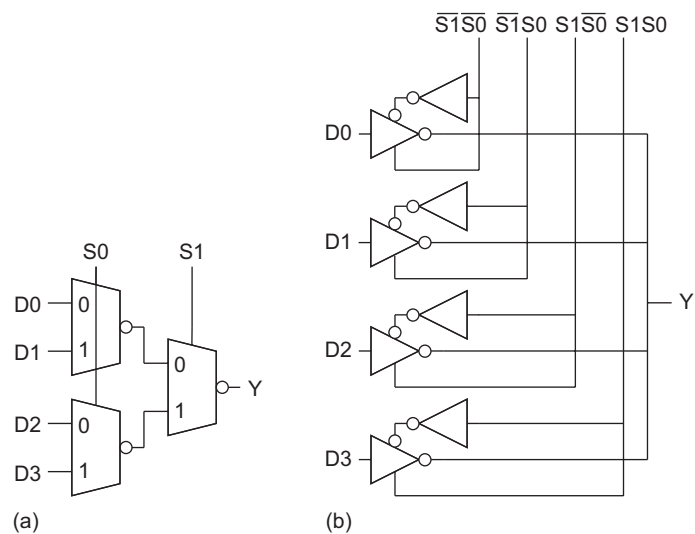 S̅1̅S̅0̅ S̅1̅S0 S1S̅0̅ S1S0
D0
D1
D2
D3
Y
S0 S1
D0 0
D1 1
D2 0
D3 1
0
1
Y
(a)
(b)